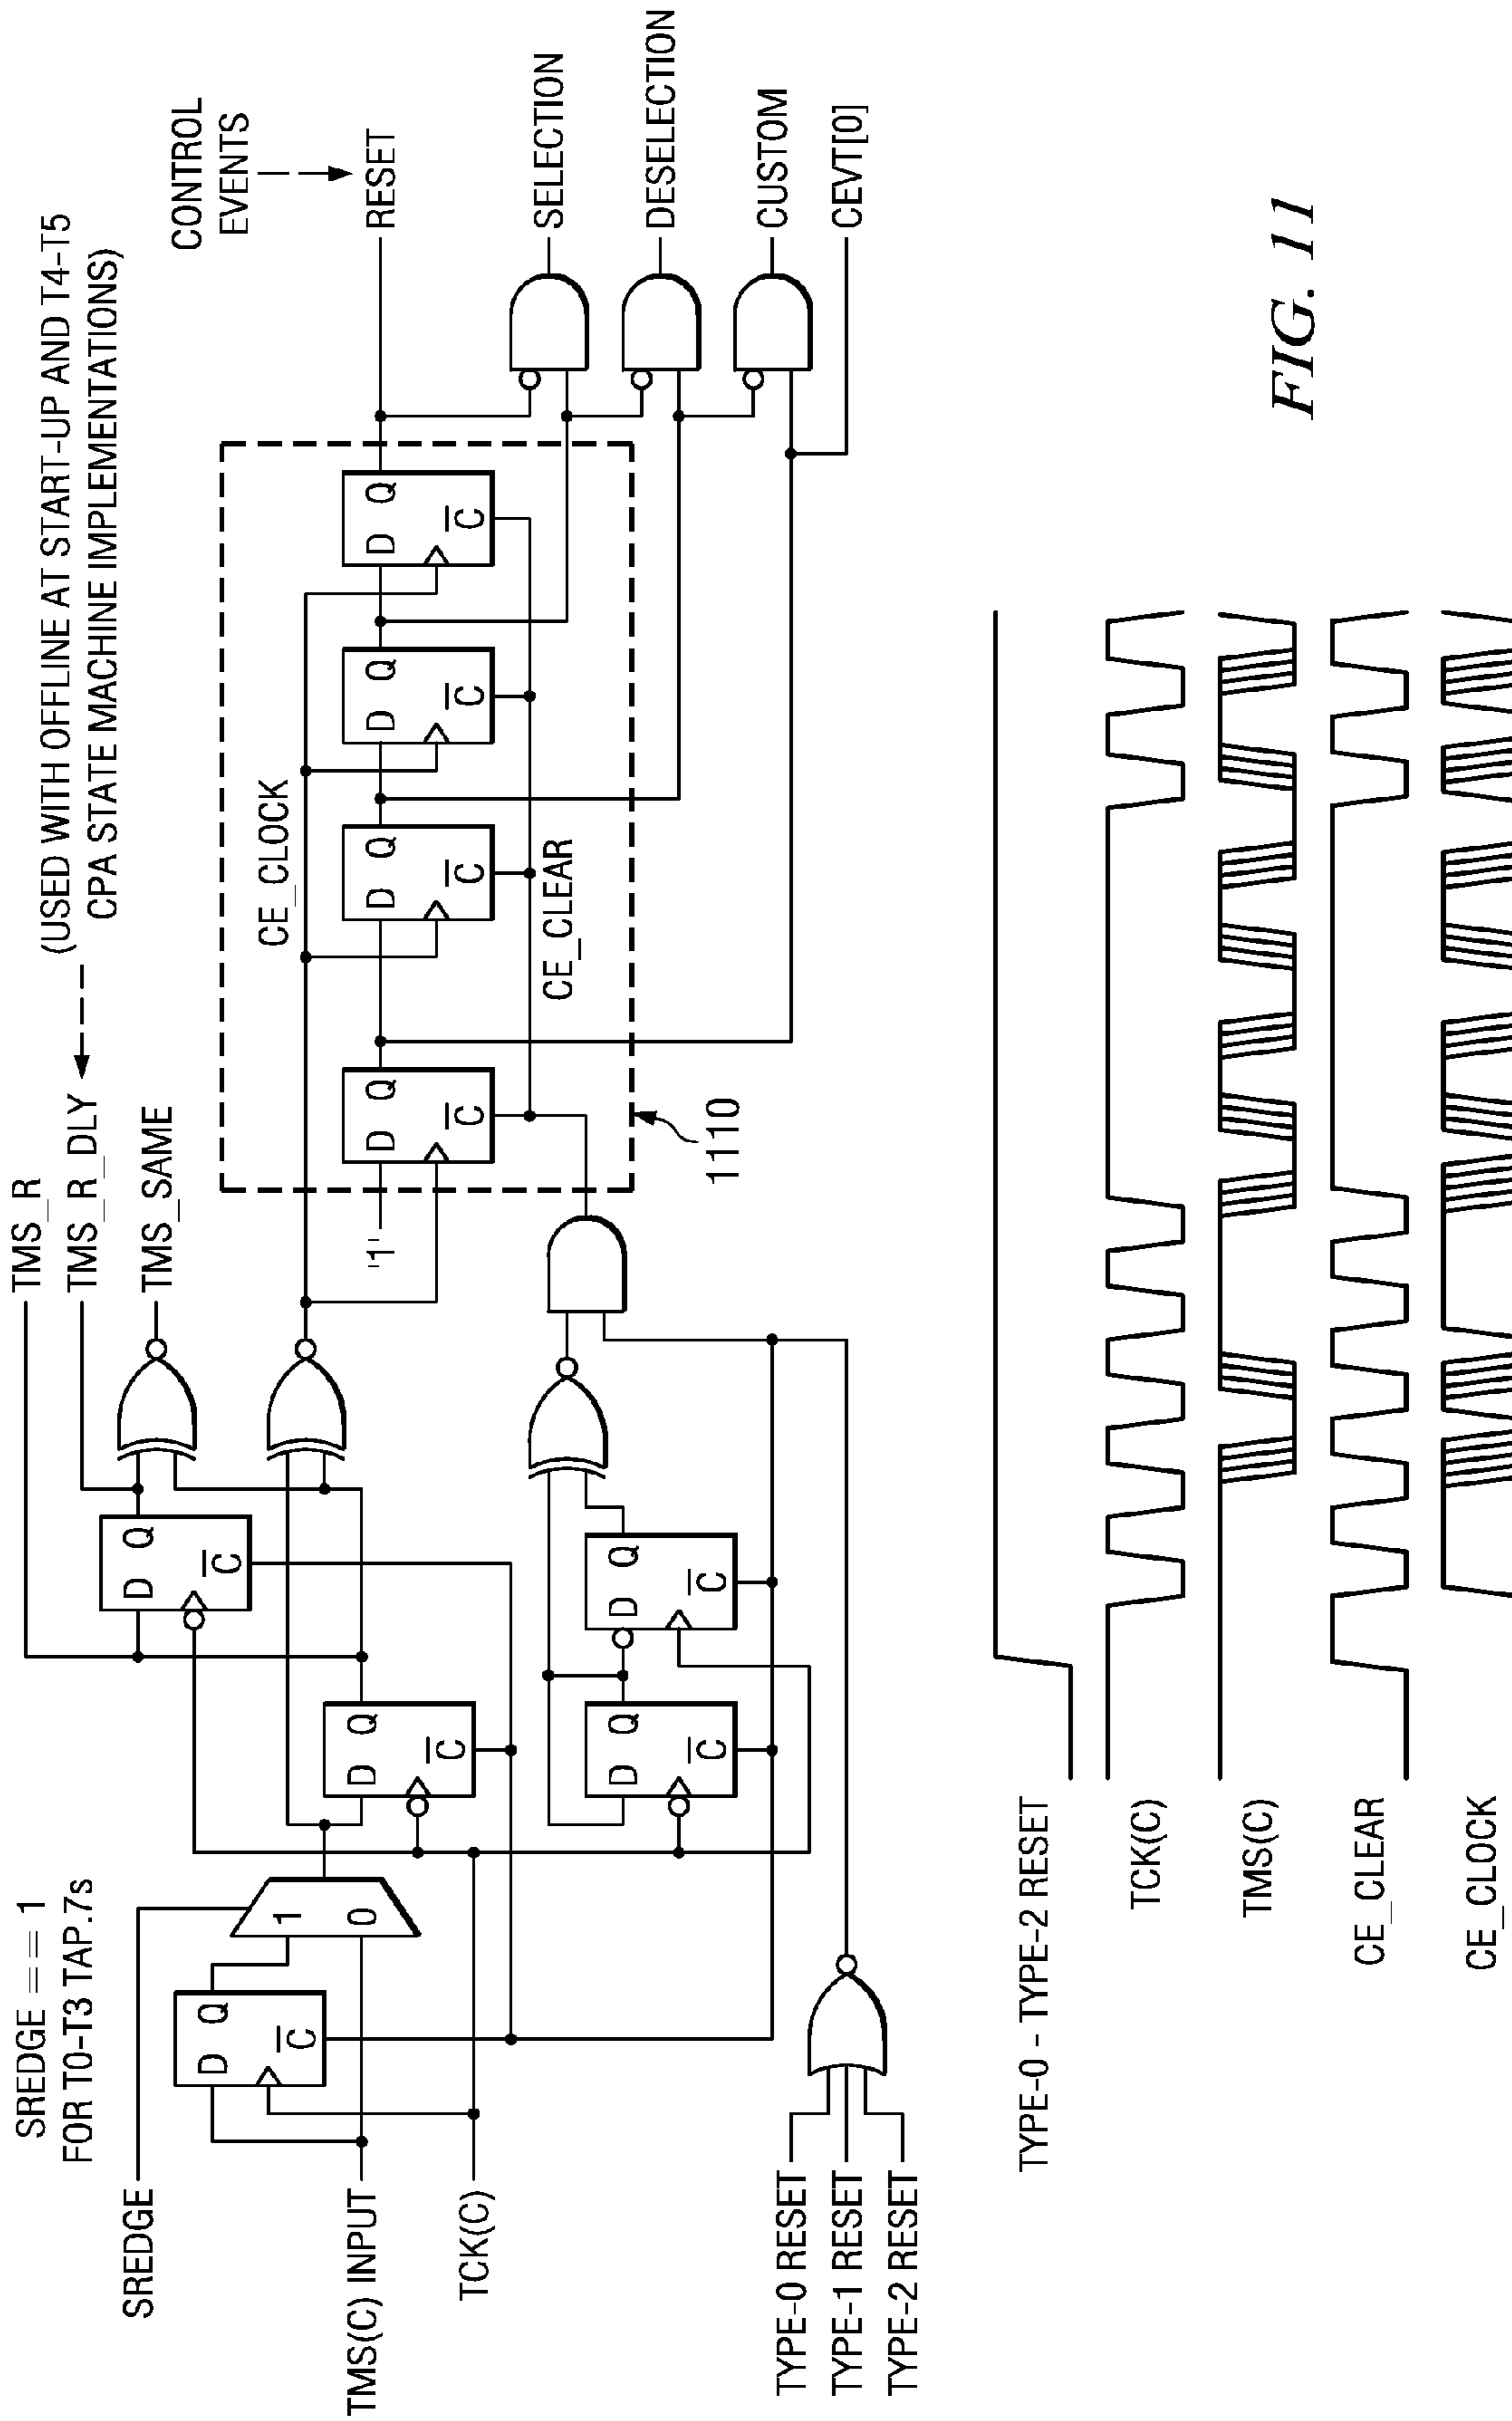 SREDGE == 1
FOR T0-T3 TAP.7s
SREDGE
TMS(C) INPUT
TCK(C)
TYPE-0 RESET
TYPE-1 RESET
TYPE-2 RESET
1
0
D Q
C
D Q
C
D Q
C
D Q
C
D Q
C
TMS_R
TMS_R_DLY
TMS_SAME
(USED WITH OFFLINE AT START-UP AND T4-T5
CPA STATE MACHINE IMPLEMENTATIONS)
'1'
CE_CLOCK
D Q
C
D Q
C
D Q
C
D Q
C
CE_CLEAR
1110
CONTROL
EVENTS
RESET
SELECTION
DESELECTION
CUSTOM
CEVT[0]
TYPE-0 - TYPE-2 RESET
TCK(C)
TMS(C)
CE_CLEAR
CE_CLOCK
FIG. 11